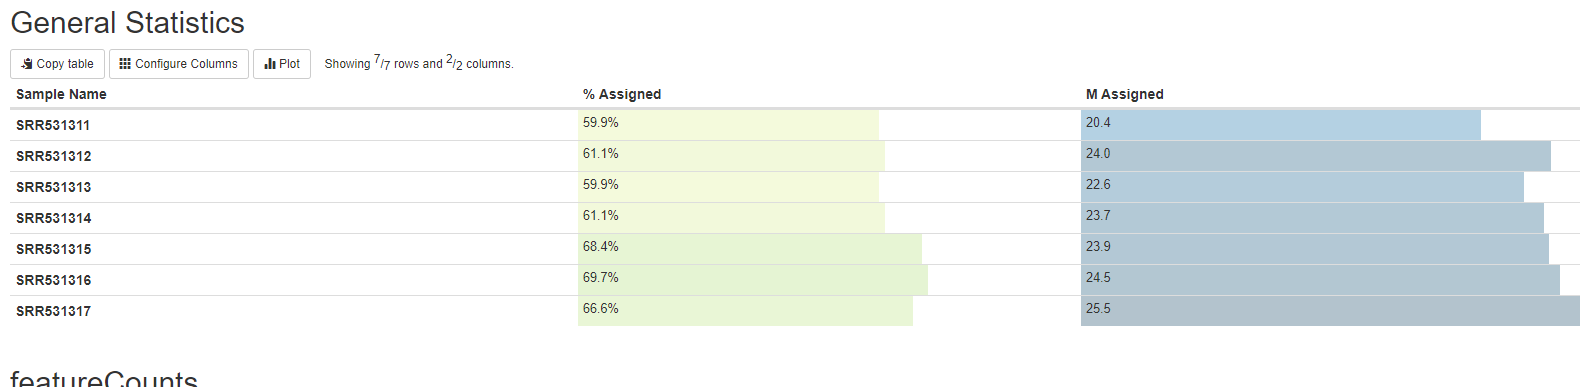 General Statistics
Copy table Configure Columns Plot Showing 7/7 rows and 2/2 columns.
Sample Name % Assigned M Assigned
SRR531311 59.9% 20.4
SRR531312 61.1% 24.0
SRR531313 59.9% 22.6
SRR531314 61.1% 23.7
SRR531315 68.4% 23.9
SRR531316 69.7% 24.5
SRR531317 66.6% 25.5
featureCounts